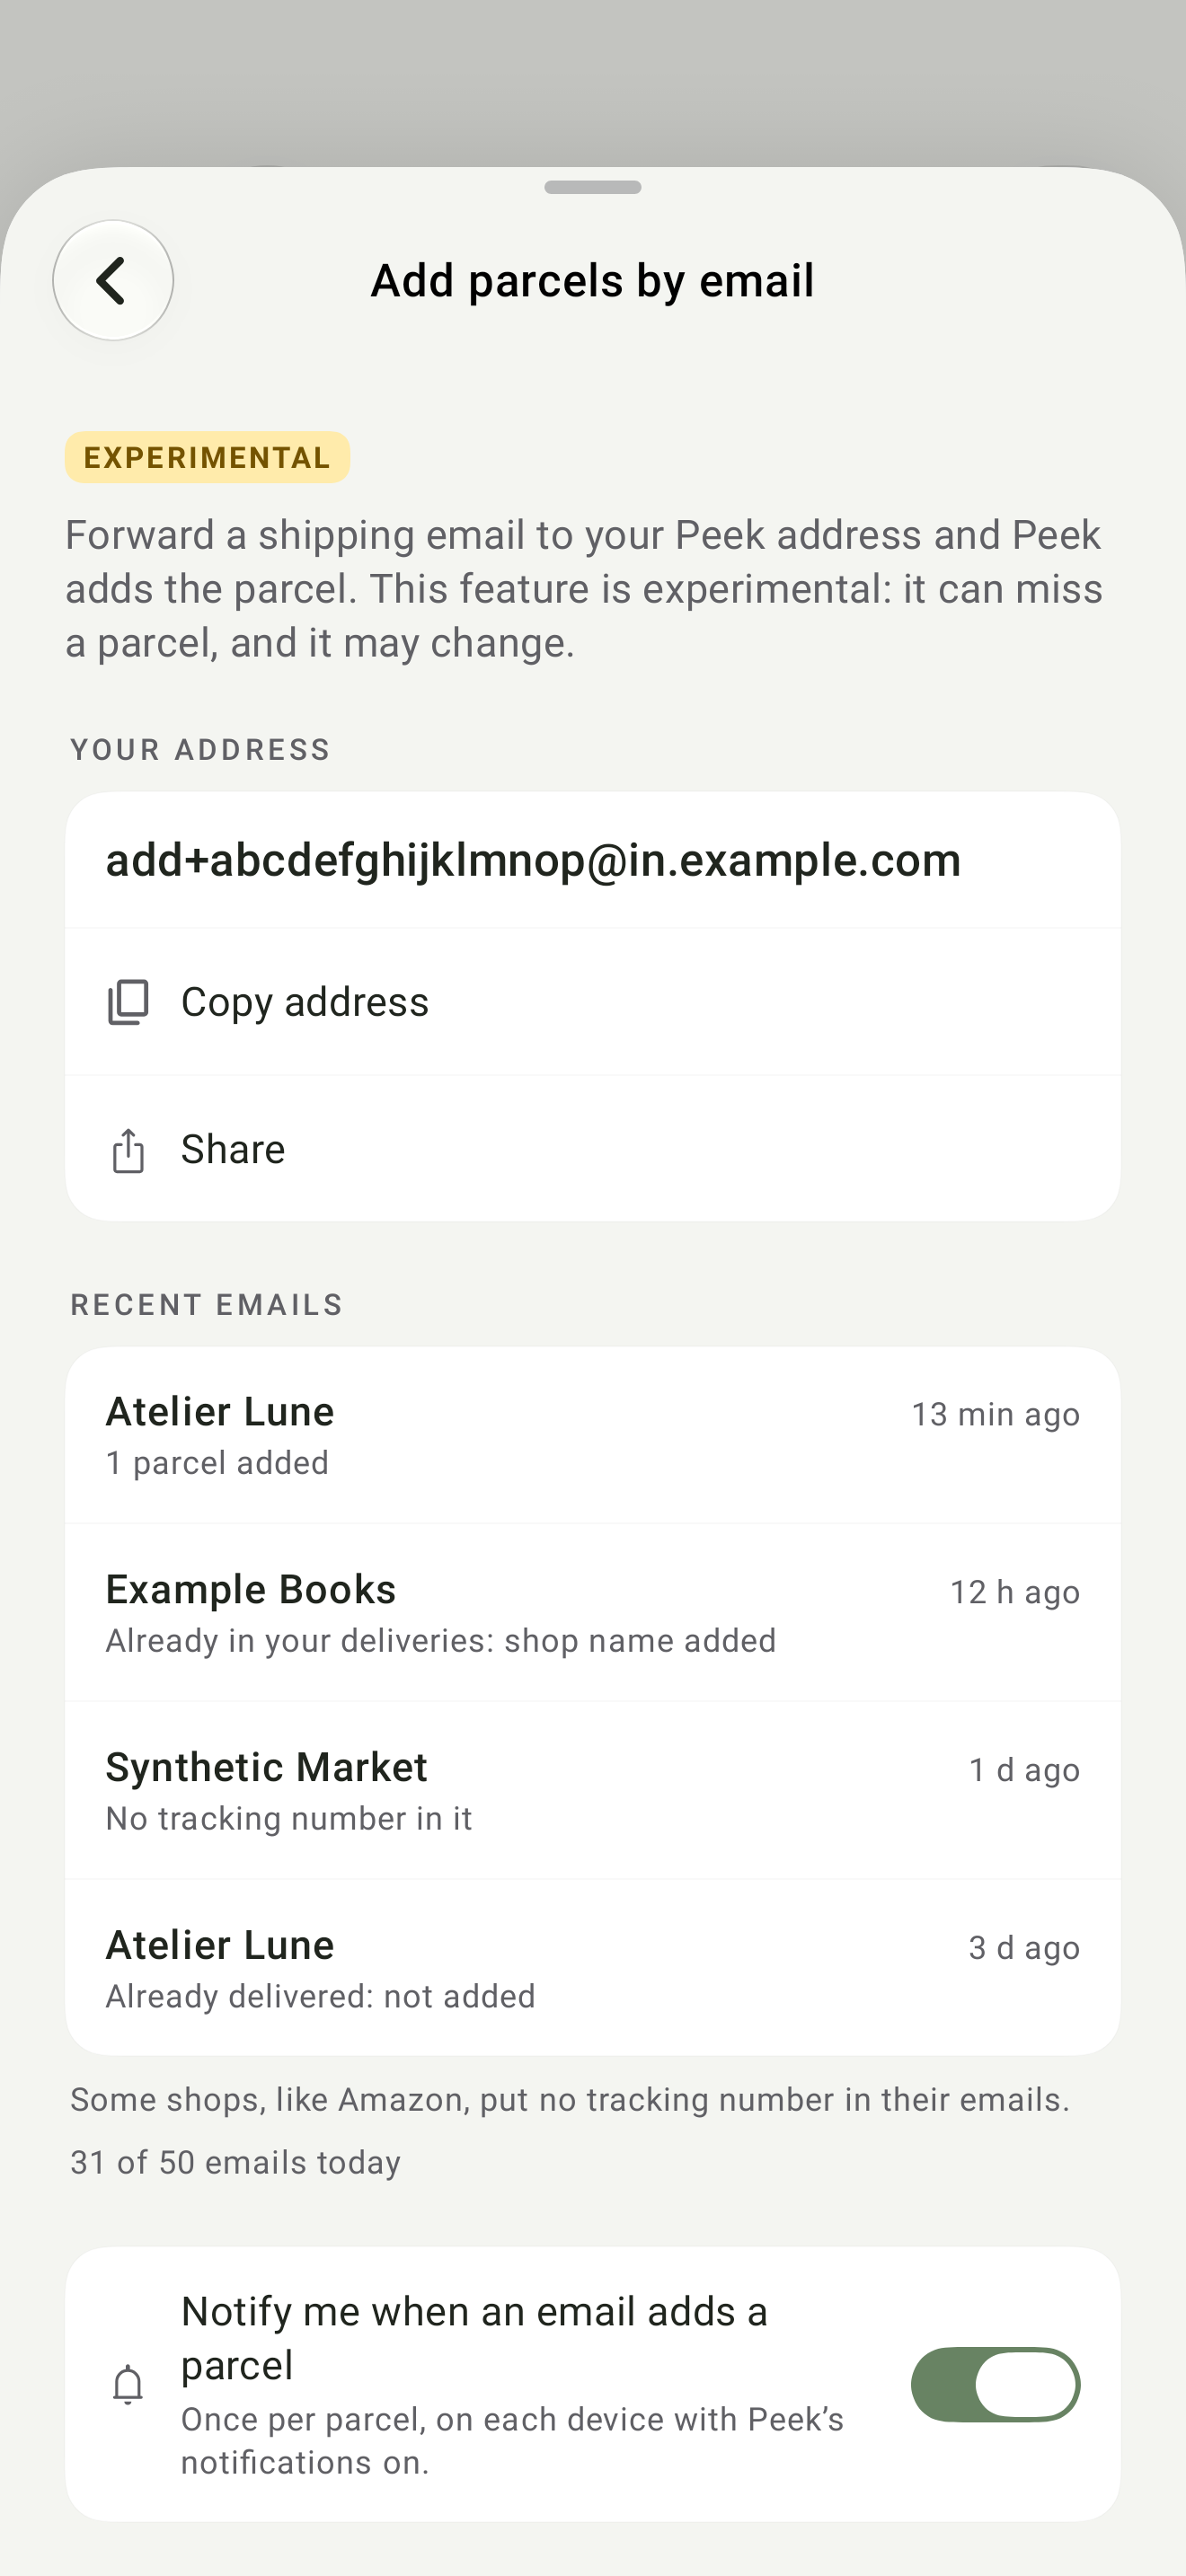 Add parcels by email
EXPERIMENTAL
Forward a shipping email to your Peek address and Peek
adds the parcel. This feature is experimental: it can miss
a parcel, and it may change.
YOUR ADDRESS
add+abcdefghijklmnop@in.example.com
Copy address
Share
RECENT EMAILS
Atelier Lune
13 min ago
1 parcel added
Example Books
12 h ago
Already in your deliveries: shop name added
Synthetic Market
1 d ago
No tracking number in it
Atelier Lune
3 d ago
Already delivered: not added
Some shops, like Amazon, put no tracking number in their emails.
31 of 50 emails today
Notify me when an email adds a
parcel
Once per parcel, on each device with Peek’s
notifications on.